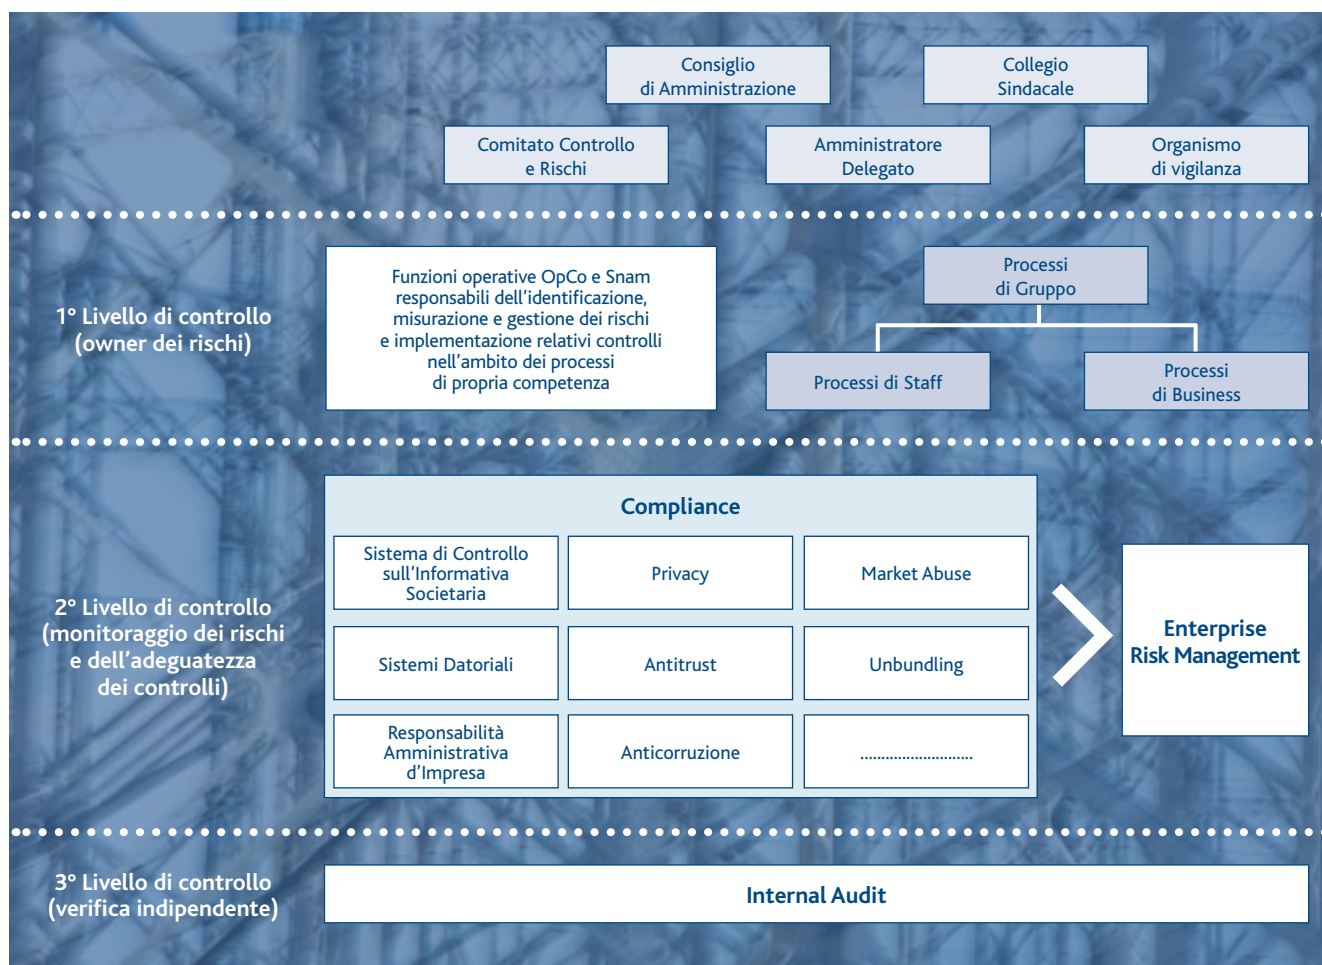 Consiglio
di Amministrazione
Collegio
Sindacale
Comitato Controllo
e Rischi
Amministratore
Delegato
Organismo
di vigilanza
1° Livello di controllo
(owner dei rischi)
Funzioni operative OpCo e Snam
responsabili dell'identificazione,
misurazione e gestione dei rischi
e implementazione relativi controlli
nell'ambito dei processi
di propria competenza
Processi
di Gruppo
Processi di Staff
Processi
di Business
2° Livello di controllo
(monitoraggio dei rischi
e dell'adeguatezza
dei controlli)
Compliance
Sistema di Controllo
sull'Informativa
Societaria
Privacy
Market Abuse
Sistemi Datoriali
Antitrust
Unbundling
Responsabilità
Amministrativa
d'Impresa
Anticorruzione
...........................
Enterprise
Risk Management
3° Livello di controllo
(verifica indipendente)
Internal Audit